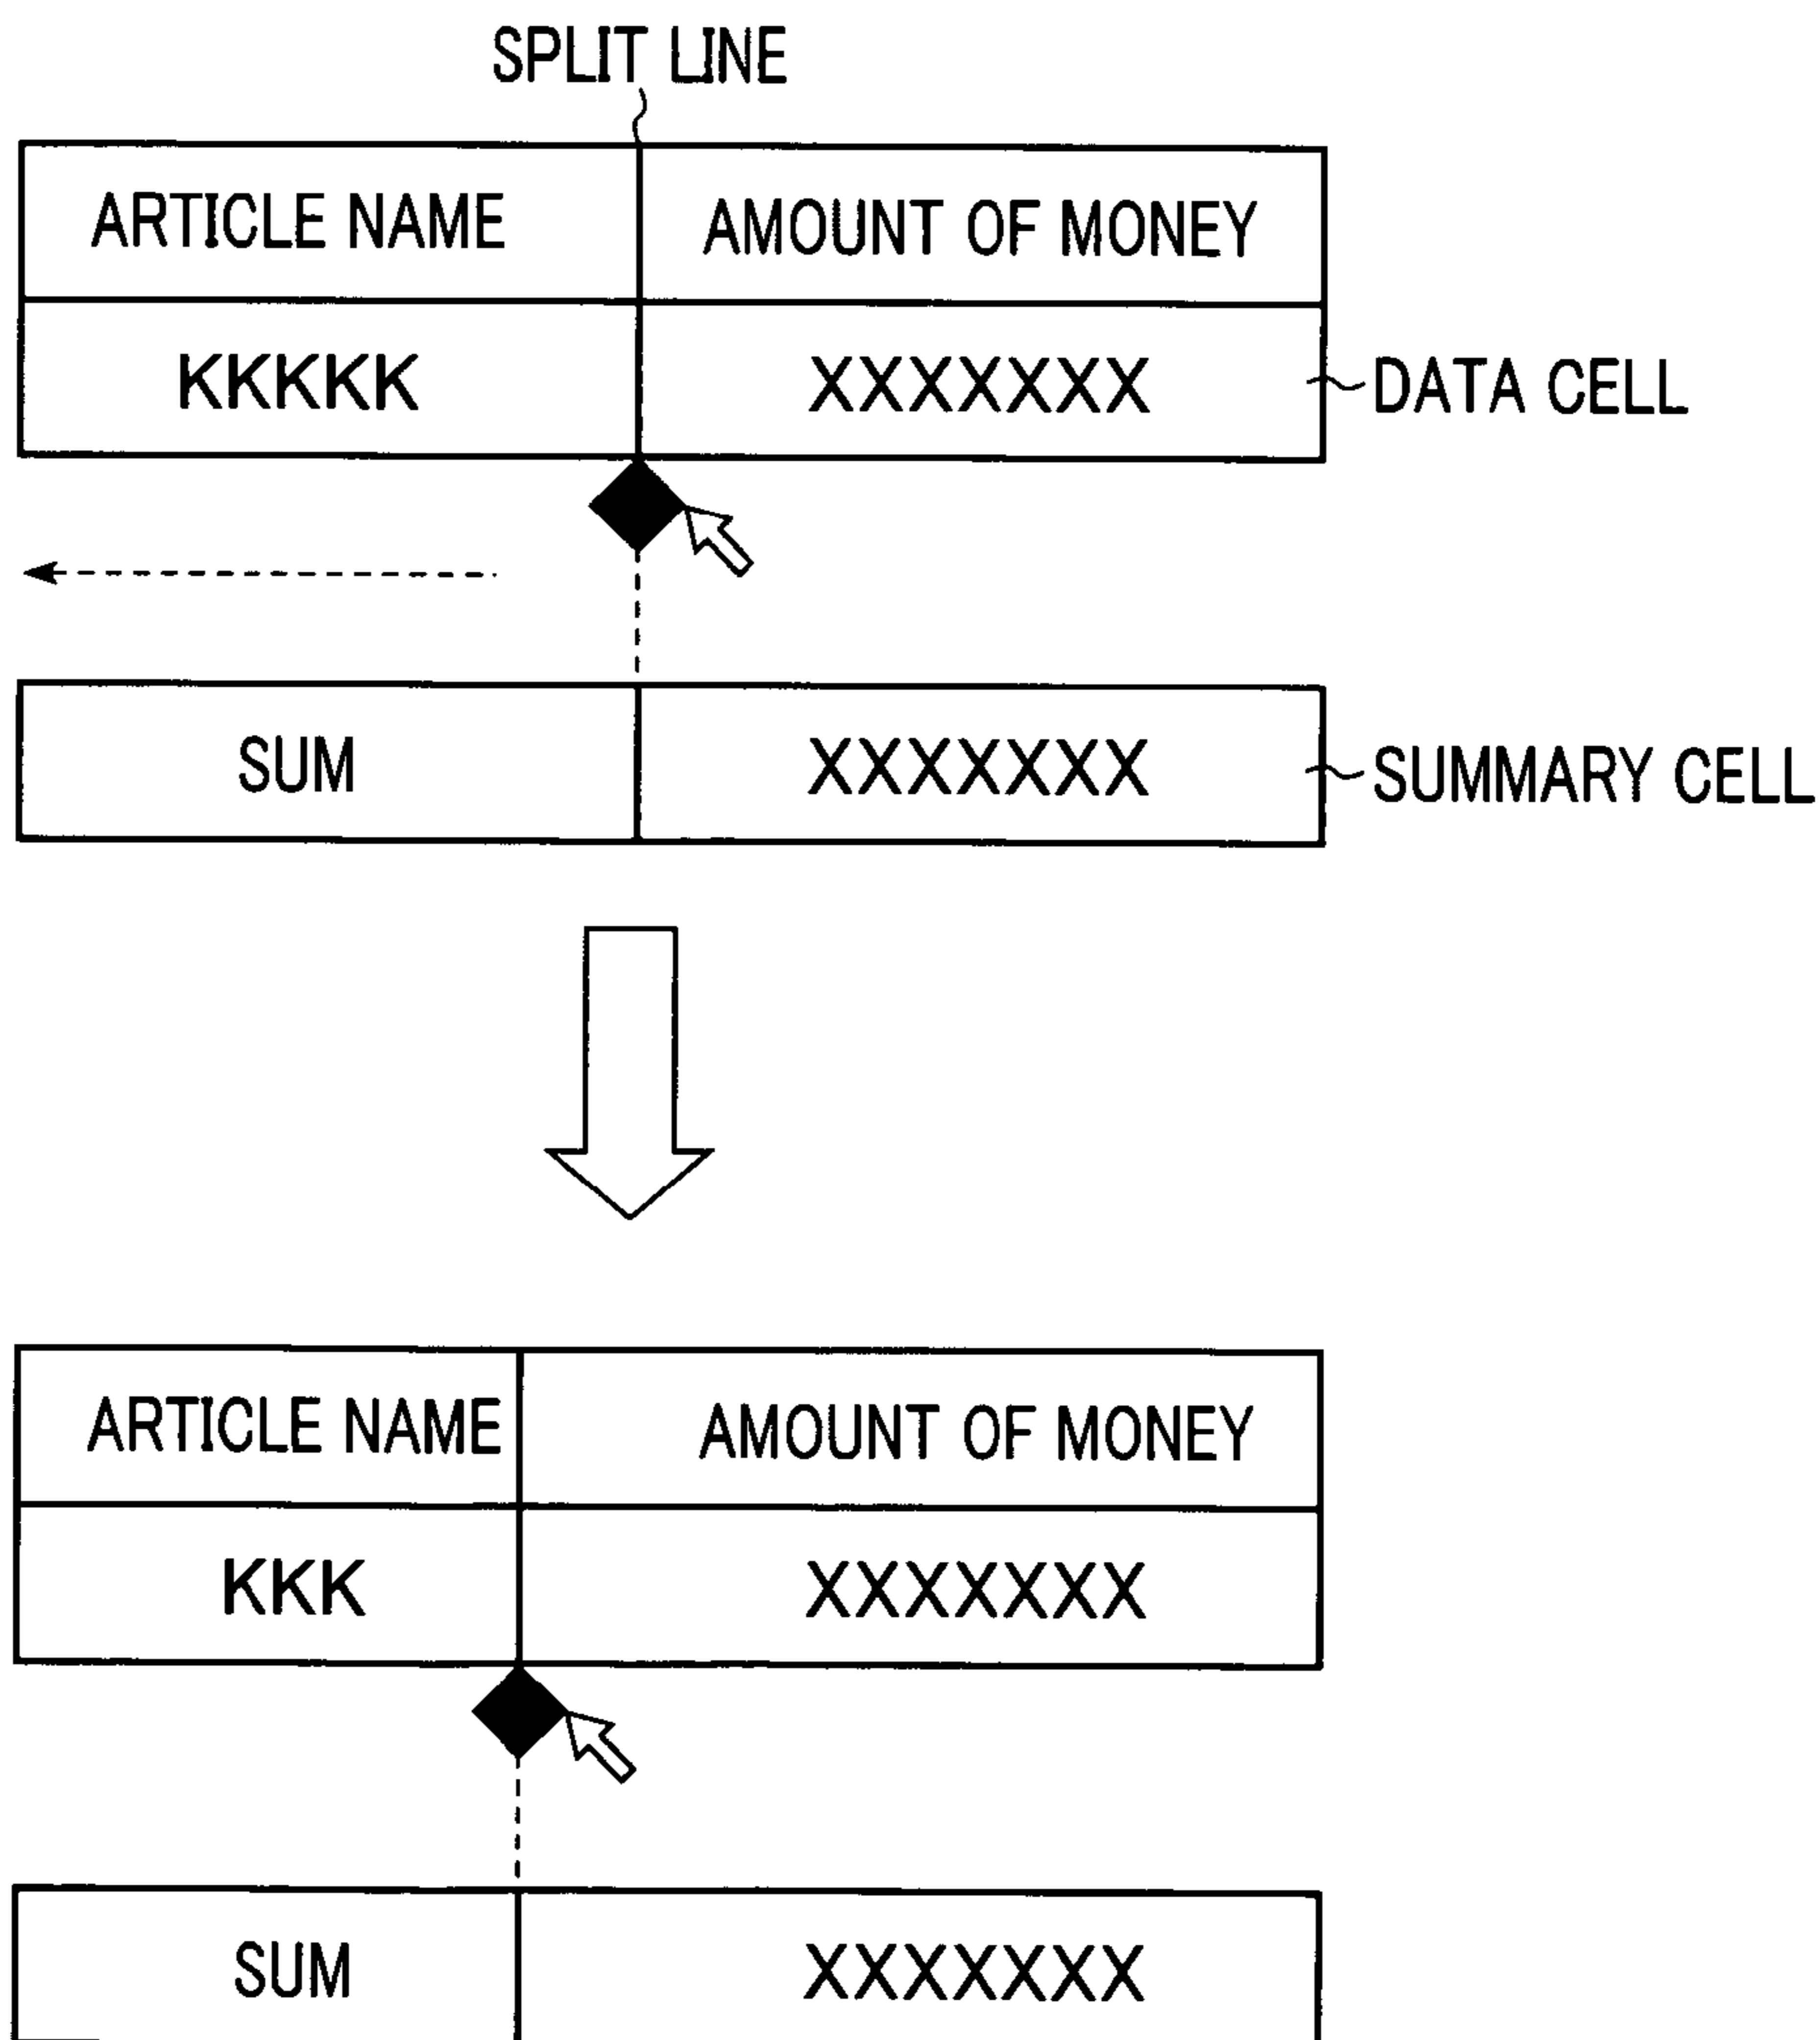 SPLIT LINE
ARTICLE NAME AMOUNT OF MONEY
KKKKK XXXXXXX DATA CELL
SUM XXXXXXX SUMMARY CELL
ARTICLE NAME AMOUNT OF MONEY
KKK XXXXXXX
SUM XXXXXXX